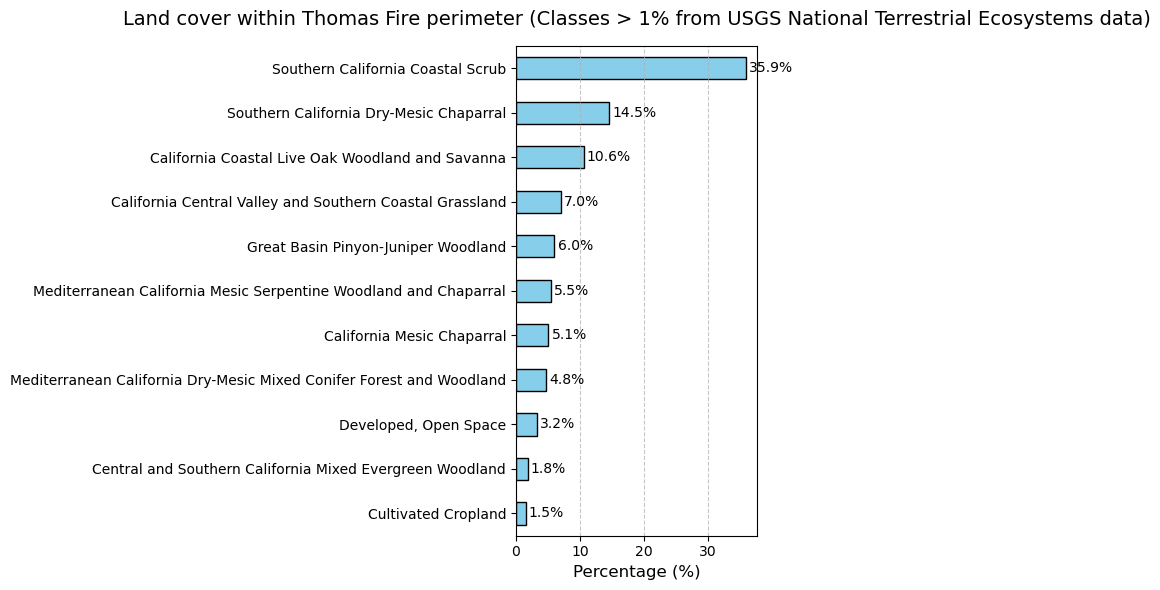 Land cover within Thomas Fire perimeter (Classes > 1% from USGS National Terrestrial Ecosystems data)
Southern California Coastal Scrub 35.9%
Southern California Dry-Mesic Chaparral 14.5%
California Coastal Live Oak Woodland and Savanna 10.6%
California Central Valley and Southern Coastal Grassland 7.0%
Great Basin Pinyon-Juniper Woodland 6.0%
Mediterranean California Mesic Serpentine Woodland and Chaparral 5.5%
California Mesic Chaparral 5.1%
Mediterranean California Dry-Mesic Mixed Conifer Forest and Woodland 4.8%
Developed, Open Space 3.2%
Central and Southern California Mixed Evergreen Woodland 1.8%
Cultivated Cropland 1.5%
0 10 20 30
Percentage (%)